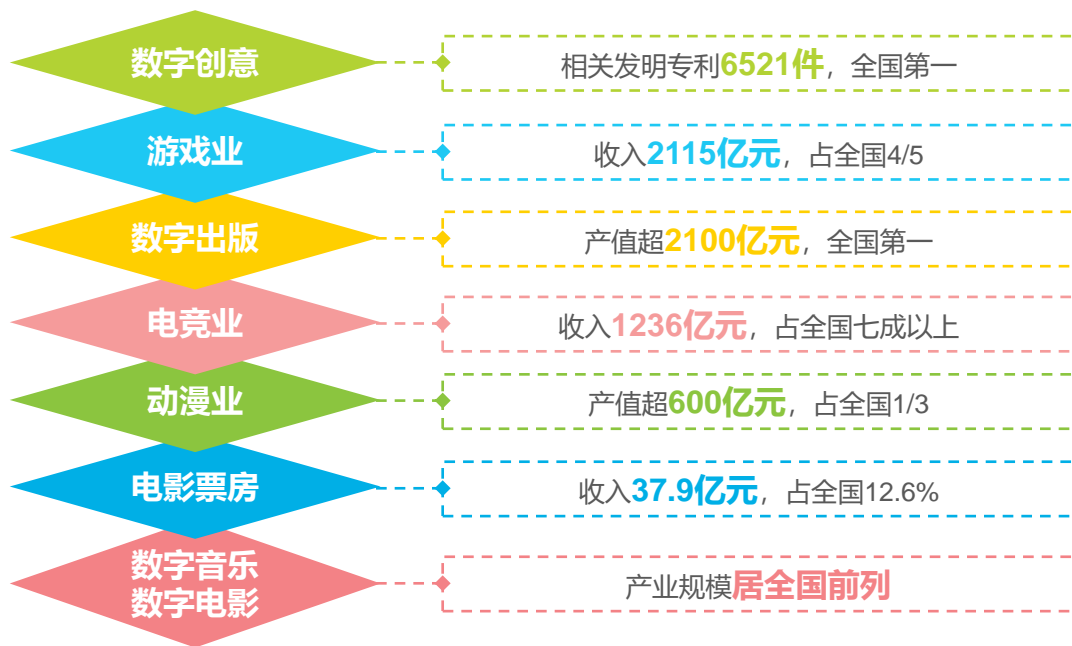 数字创意
相关发明专利6521件，全国第一
游戏业
收入2115亿元，占全国4/5
数字出版
产值超2100亿元，全国第一
电竞业
收入1236亿元，占全国七成以上
动漫业
产值超600亿元，占全国1/3
电影票房
收入37.9亿元，占全国12.6%
数字音乐
数字电影
产业规模居全国前列